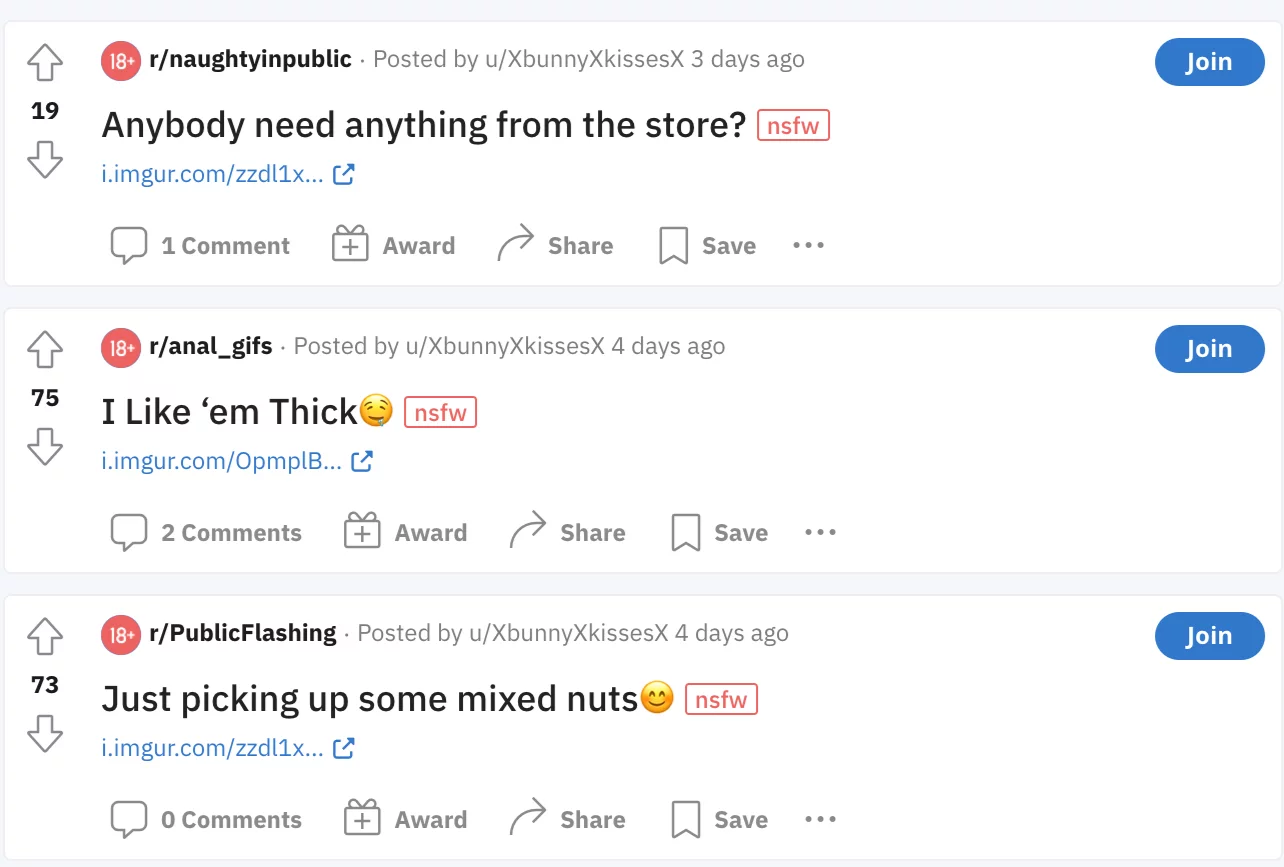 18+ r/naughtyinpublic · Posted by u/XbunnyXkissesX 3 days ago Join
19
Anybody need anything from the store? nsfw
i.imgur.com/zzdl1x...
1 Comment Award Share Save ...
18+ r/anal_gifs · Posted by u/XbunnyXkissesX 4 days ago Join
75
I Like ‘em Thick🤤 nsfw
i.imgur.com/OpmplB...
2 Comments Award Share Save ...
18+ r/PublicFlashing · Posted by u/XbunnyXkissesX 4 days ago Join
73
Just picking up some mixed nuts😊 nsfw
i.imgur.com/zzdl1x...
0 Comments Award Share Save ...